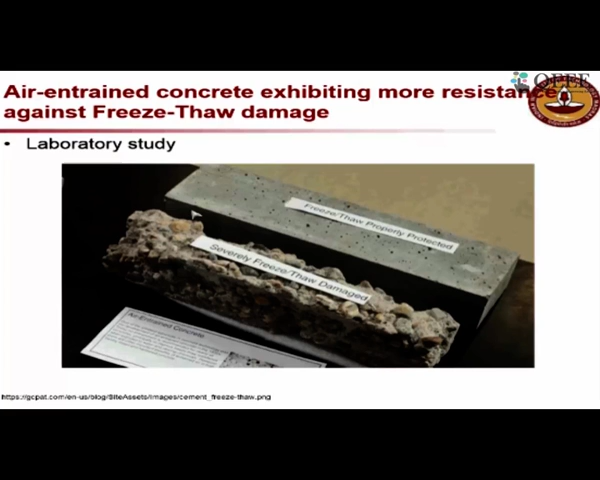 QEEE
Air-entrained concrete exhibiting more resistance
against Freeze-Thaw damage
• Laboratory study
Freeze/Thaw Properly Protected
Severely Freeze/Thaw Damaged
Air-Entrained Concrete
https://gcpat.com/en-us/blog/SiteAssets/images/cement_freeze-thaw.png